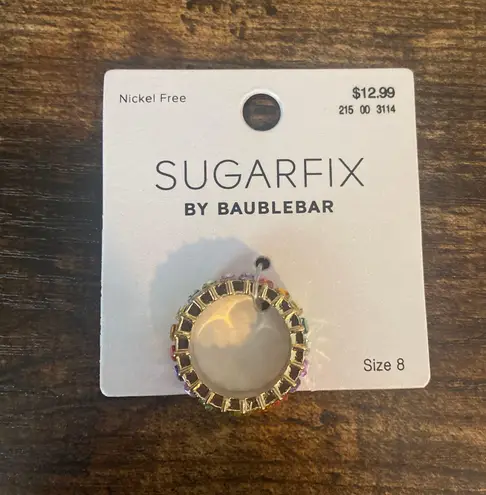 Nickel Free
$12.99
215 00 3114
SUGARFIX
BY BAUBLEBAR
Size 8